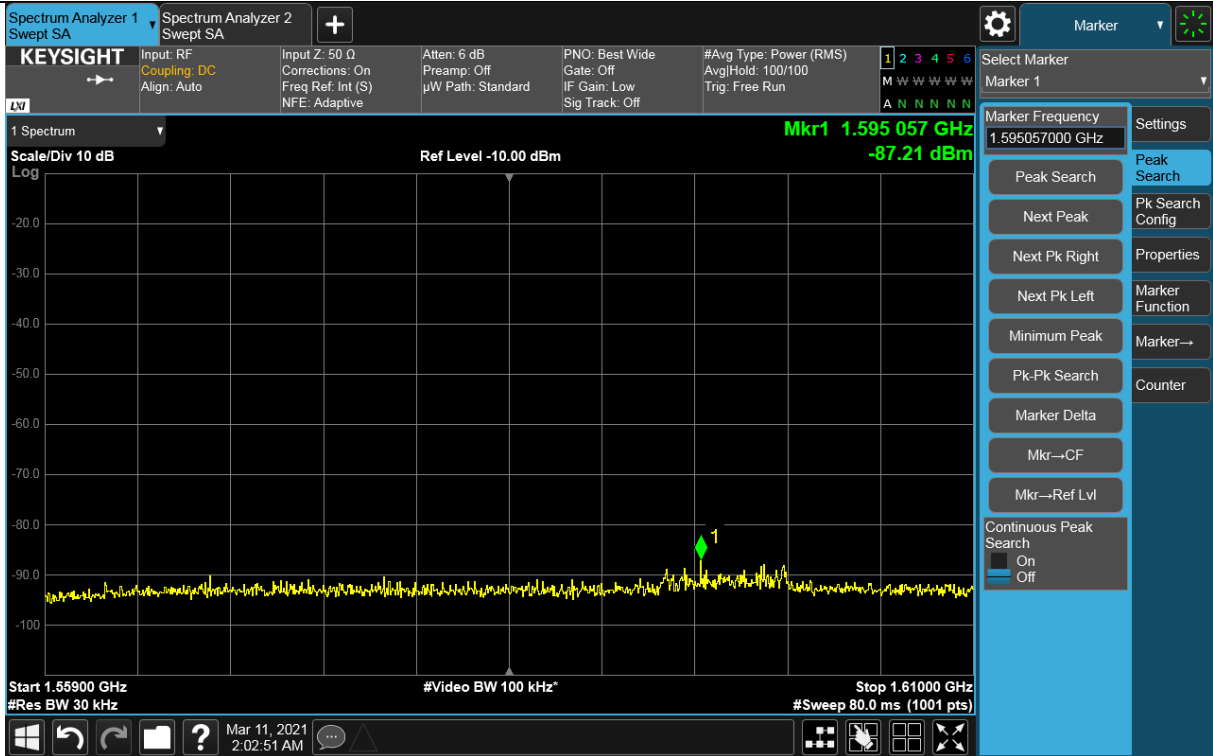 Spectrum Analyzer 1
Swept SA
Spectrum Analyzer 2
Swept SA
Marker
KEYSIGHT
LXI
Input: RF
Coupling: DC
Align: Auto
Input Z: 50 Ω
Corrections: On
Freq Ref: Int (S)
NFE: Adaptive
Atten: 6 dB
Preamp: Off
µW Path: Standard
PNO: Best Wide
Gate: Off
IF Gain: Low
Sig Track: Off
#Avg Type: Power (RMS)
Avg|Hold: 100/100
Trig: Free Run
1 2 3 4 5 6
M W W W W W
A N N N N N
Select Marker
Marker 1
1 Spectrum
Scale/Div 10 dB
Log
Ref Level -10.00 dBm
Mkr1 1.595 057 GHz
-87.21 dBm
-20.0
-30.0
-40.0
-50.0
-60.0
-70.0
-80.0
-90.0
-100
1
Start 1.55900 GHz
#Res BW 30 kHz
#Video BW 100 kHz*
Stop 1.61000 GHz
#Sweep 80.0 ms (1001 pts)
Marker Frequency
1.595057000 GHz
Peak Search
Next Peak
Next Pk Right
Next Pk Left
Minimum Peak
Pk-Pk Search
Marker Delta
Mkr→CF
Mkr→Ref Lvl
Continuous Peak
Search
On
Off
Settings
Peak
Search
Pk Search
Config
Properties
Marker
Function
Marker→
Counter
?
Mar 11, 2021
2:02:51 AM